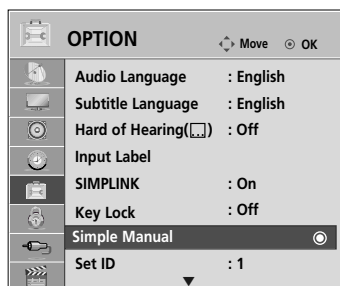 OPTION Move OK
Audio Language : English
Subtitle Language : English
Hard of Hearing( ) : Off
Input Label
SIMPLINK : On
Key Lock : Off
Simple Manual
Set ID : 1